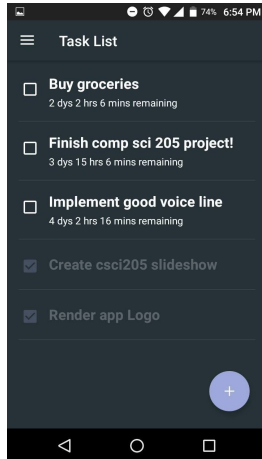 74% 6:54 PM
Task List
Buy groceries
2 dys 2 hrs 6 mins remaining
Finish comp sci 205 project!
3 dys 15 hrs 6 mins remaining
Implement good voice line
4 dys 2 hrs 16 mins remaining
Create csci205 slideshow
Render app Logo
+